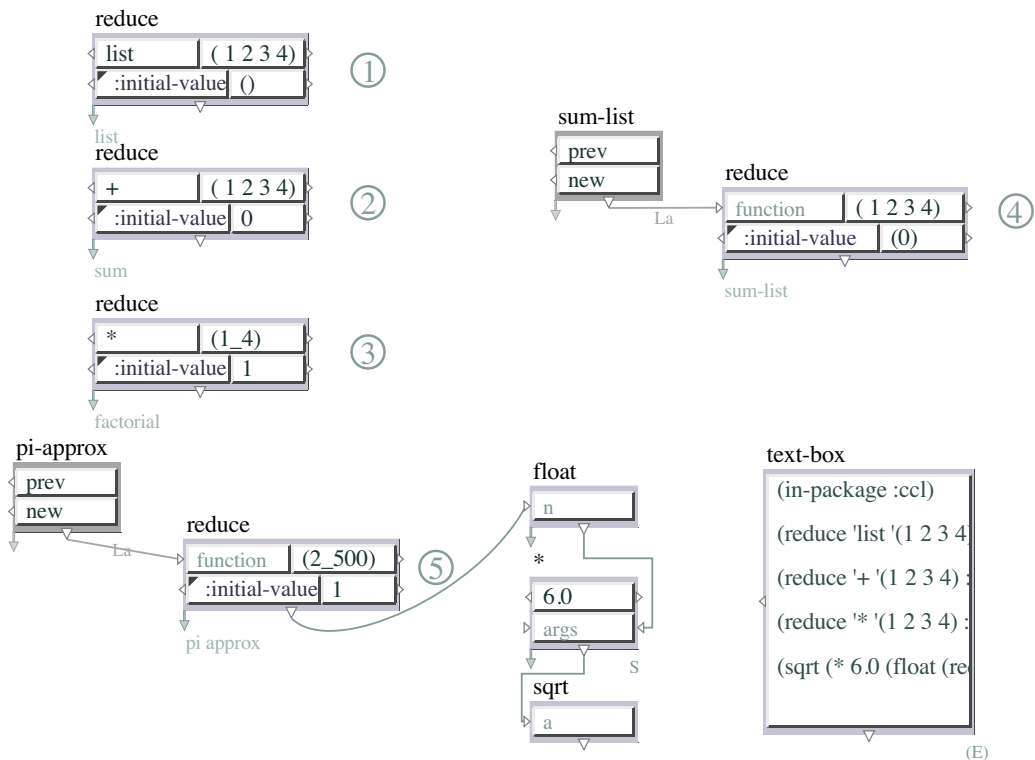 reduce
list ( 1 2 3 4)
:initial-value ()
①
list
reduce
+ ( 1 2 3 4)
:initial-value 0
②
sum
reduce
* (1_4)
:initial-value 1
③
factorial
sum-list
prev
new
La
reduce
function ( 1 2 3 4)
:initial-value (0)
④
sum-list
pi-approx
prev
new
La
reduce
function (2_500)
:initial-value 1
⑤
pi approx
float
n
*
6.0
args
S
sqrt
a
text-box
(in-package :ccl)
(reduce 'list '(1 2 3 4
(reduce '+ '(1 2 3 4) :
(reduce '* '(1 2 3 4) :
(sqrt (* 6.0 (float (re
(E)